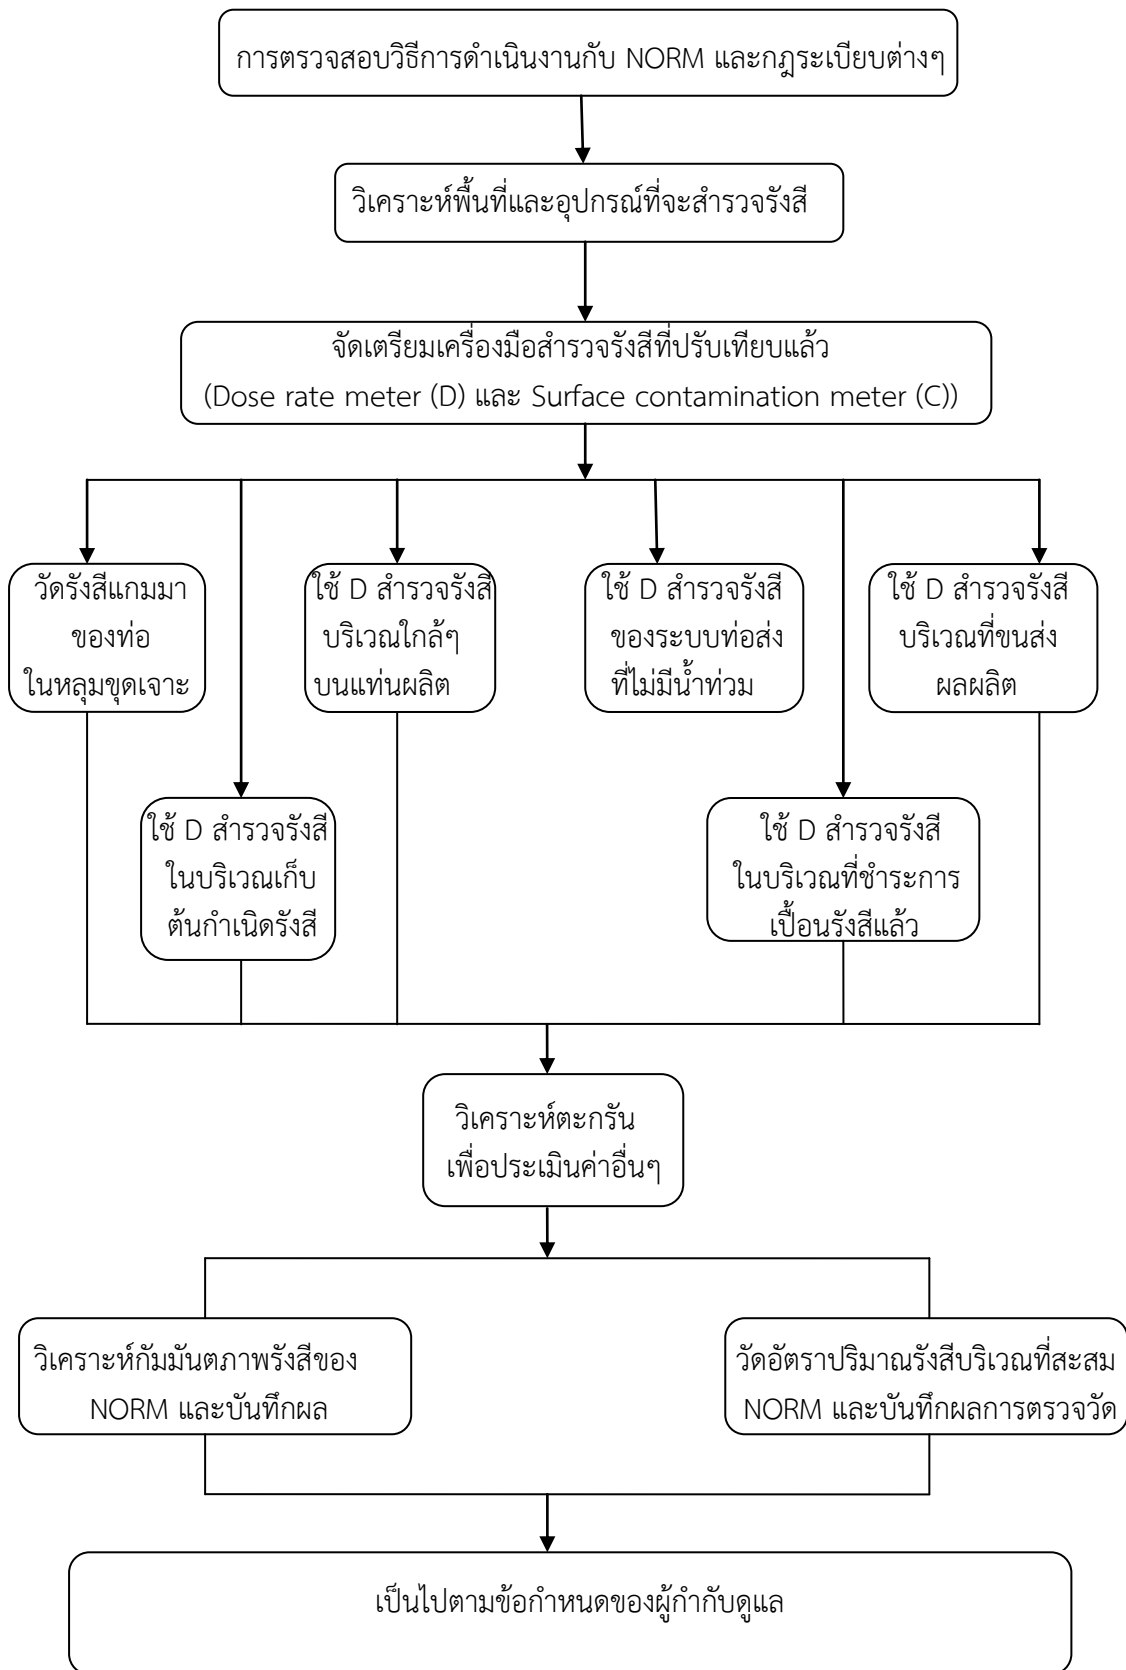 การตรวจสอบวิธีการดำเนินงานกับ NORM และกฎระเบียบต่างๆ
วิเคราะห์พื้นที่และอุปกรณ์ที่จะสำรวจรังสี
จัดเตรียมเครื่องมือสำรวจรังสีที่ปรับเทียบแล้ว
(Dose rate meter (D) และ Surface contamination meter (C))
วัดรังสีแกมมา
ของท่อ
ในหลุมขุดเจาะ
ใช้ D สำรวจรังสี
บริเวณใกล้ๆ
บนแท่นผลิต
ใช้ D สำรวจรังสี
ของระบบท่อส่ง
ที่ไม่มีน้ำท่วม
ใช้ D สำรวจรังสี
บริเวณที่ขนส่ง
ผลผลิต
ใช้ D สำรวจรังสี
ในบริเวณเก็บ
ต้นกำเนิดรังสี
ใช้ D สำรวจรังสี
ในบริเวณที่ชำระการ
เปื้อนรังสีแล้ว
วิเคราะห์ตะกรัน
เพื่อประเมินค่าอื่นๆ
วิเคราะห์กัมมันตภาพรังสีของ
NORM และบันทึกผล
วัดอัตราปริมาณรังสีบริเวณที่สะสม
NORM และบันทึกผลการตรวจวัด
เป็นไปตามข้อกำหนดของผู้กำกับดูแล